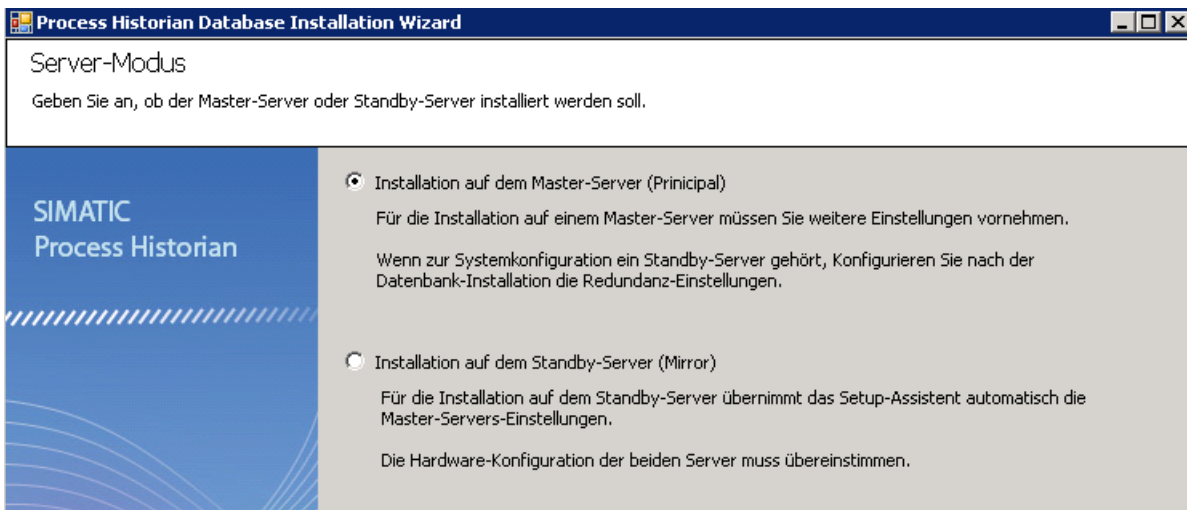 Process Historian Database Installation Wizard
Server-Modus
Geben Sie an, ob der Master-Server oder Standby-Server installiert werden soll.
SIMATIC
Process Historian
Installation auf dem Master-Server (Prinicipal)
Für die Installation auf einem Master-Server müssen Sie weitere Einstellungen vornehmen.
Wenn zur Systemkonfiguration ein Standby-Server gehört, Konfigurieren Sie nach der
Datenbank-Installation die Redundanz-Einstellungen.
Installation auf dem Standby-Server (Mirror)
Für die Installation auf dem Standby-Server übernimmt das Setup-Assistent automatisch die
Master-Servers-Einstellungen.
Die Hardware-Konfiguration der beiden Server muss übereinstimmen.